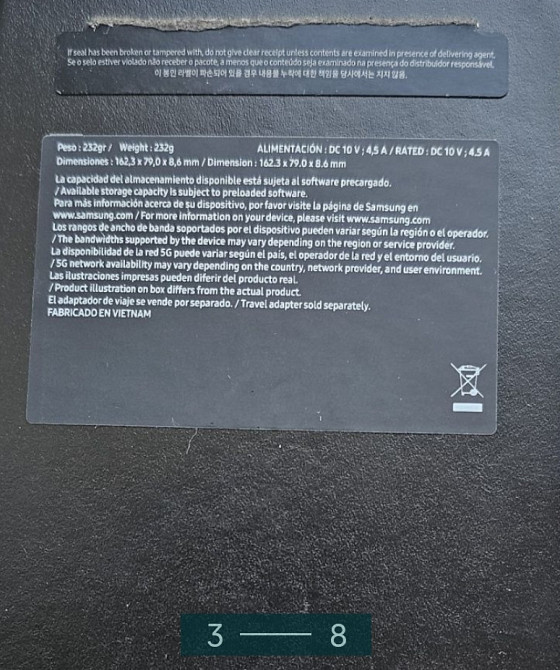 If seal has been broken or tampered with, do not give clear receipt unless contents are examined in presence of delivering agent.
Se o selo estiver violado não receber o pacote, a menos que o conteúdo seja examinado na presença do distribuidor responsável.
이 봉인 라벨이 파손되어 있을 경우 내용물 누락에 대한 책임을 당사에서는 지지 않음.
Peso : 232gr / Weight : 232g ALIMENTACIÓN : DC 10 V ; 4,5 A / RATED : DC 10 V ; 4.5 A
Dimensiones : 162,3 x 79,0 x 8,6 mm / Dimension : 162.3 x 79.0 x 8.6 mm
La capacidad del almacenamiento disponible está sujeta al software precargado.
/ Available storage capacity is subject to preloaded software.
Para más información acerca de su dispositivo, por favor visite la página de Samsung en
www.samsung.com / For more information on your device, please visit www.samsung.com
Los rangos de ancho de banda soportados por el dispositivo pueden variar según la región o el operador.
/ The bandwidths supported by the device may vary depending on the region or service provider.
La disponibilidad de la red 5G puede variar según el país, el operador de la red y el entorno del usuario.
/ 5G network availability may vary depending on the country, network provider, and user environment.
Las ilustraciones impresas pueden diferir del producto real.
/ Product illustration on box differs from the actual product.
El adaptador de viaje se vende por separado. / Travel adapter sold separately.
FABRICADO EN VIETNAM
3 — 8